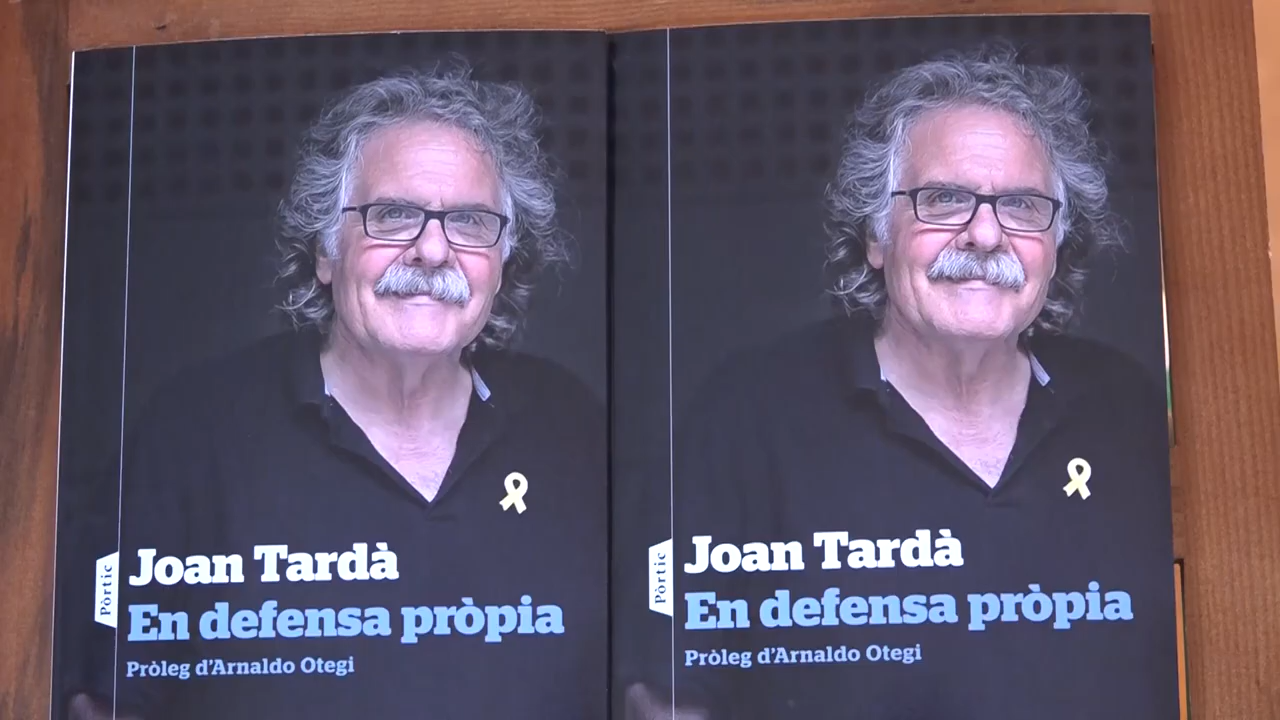 Pòrtic
Joan Tardà
En defensa pròpia
Pròleg d'Arnaldo Otegi
Pòrtic
Joan Tardà
En defensa pròpia
Pròleg d'Arnaldo Otegi